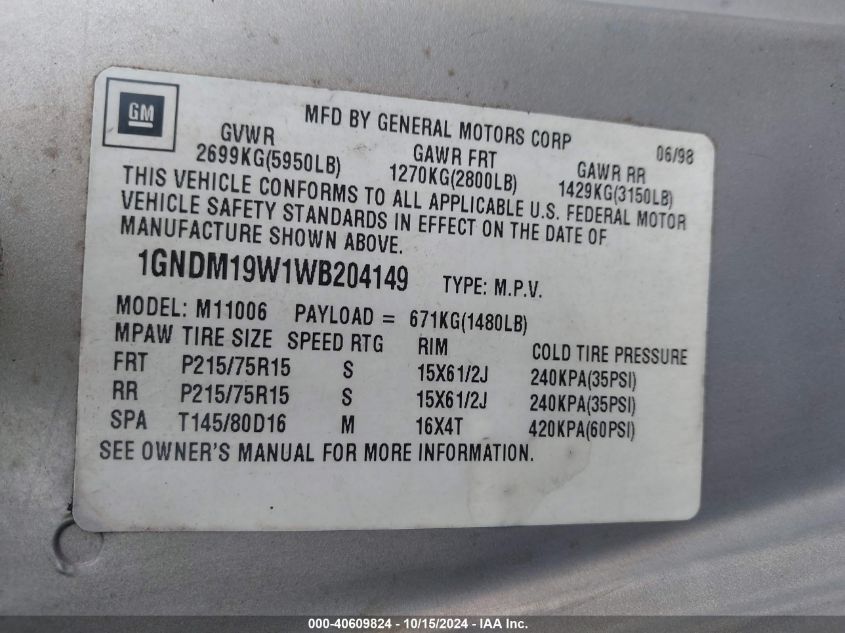 GM
MFD BY GENERAL MOTORS CORP
06/98
GVWR GAWR FRT GAWR RR
2699KG(5950LB) 1270KG(2800LB) 1429KG(3150LB)
THIS VEHICLE CONFORMS TO ALL APPLICABLE U.S. FEDERAL MOTOR
VEHICLE SAFETY STANDARDS IN EFFECT ON THE DATE OF
MANUFACTURE SHOWN ABOVE.
1GNDM19W1WB204149 TYPE: M.P.V.
MODEL: M11006 PAYLOAD = 671KG(1480LB)
MPAW TIRE SIZE SPEED RTG RIM COLD TIRE PRESSURE
FRT P215/75R15 S 15X61/2J 240KPA(35PSI)
RR P215/75R15 S 15X61/2J 240KPA(35PSI)
SPA T145/80D16 M 16X4T 420KPA(60PSI)
SEE OWNER'S MANUAL FOR MORE INFORMATION.
000-40609824 - 10/15/2024 - IAA Inc.